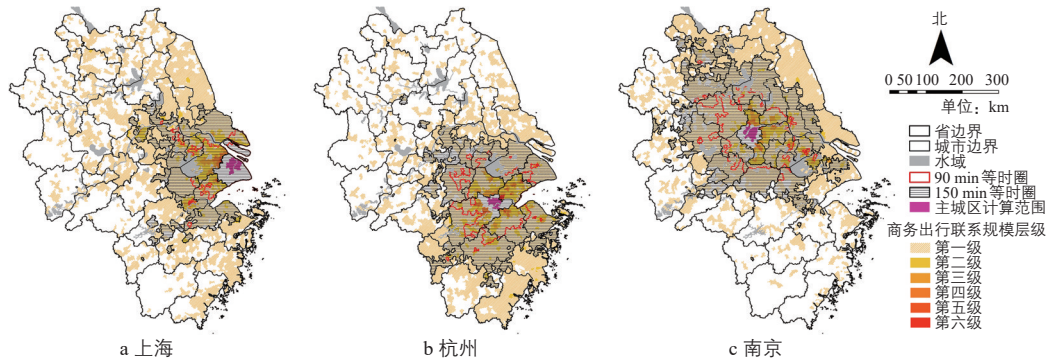 北
0 50 100 200 300
单位：km
省边界
城市边界
水域
90 min 等时圈
150 min 等时圈
主城区计算范围
商务出行联系规模层级
第一级
第二级
第三级
第四级
第五级
第六级
a 上海
b 杭州
c 南京